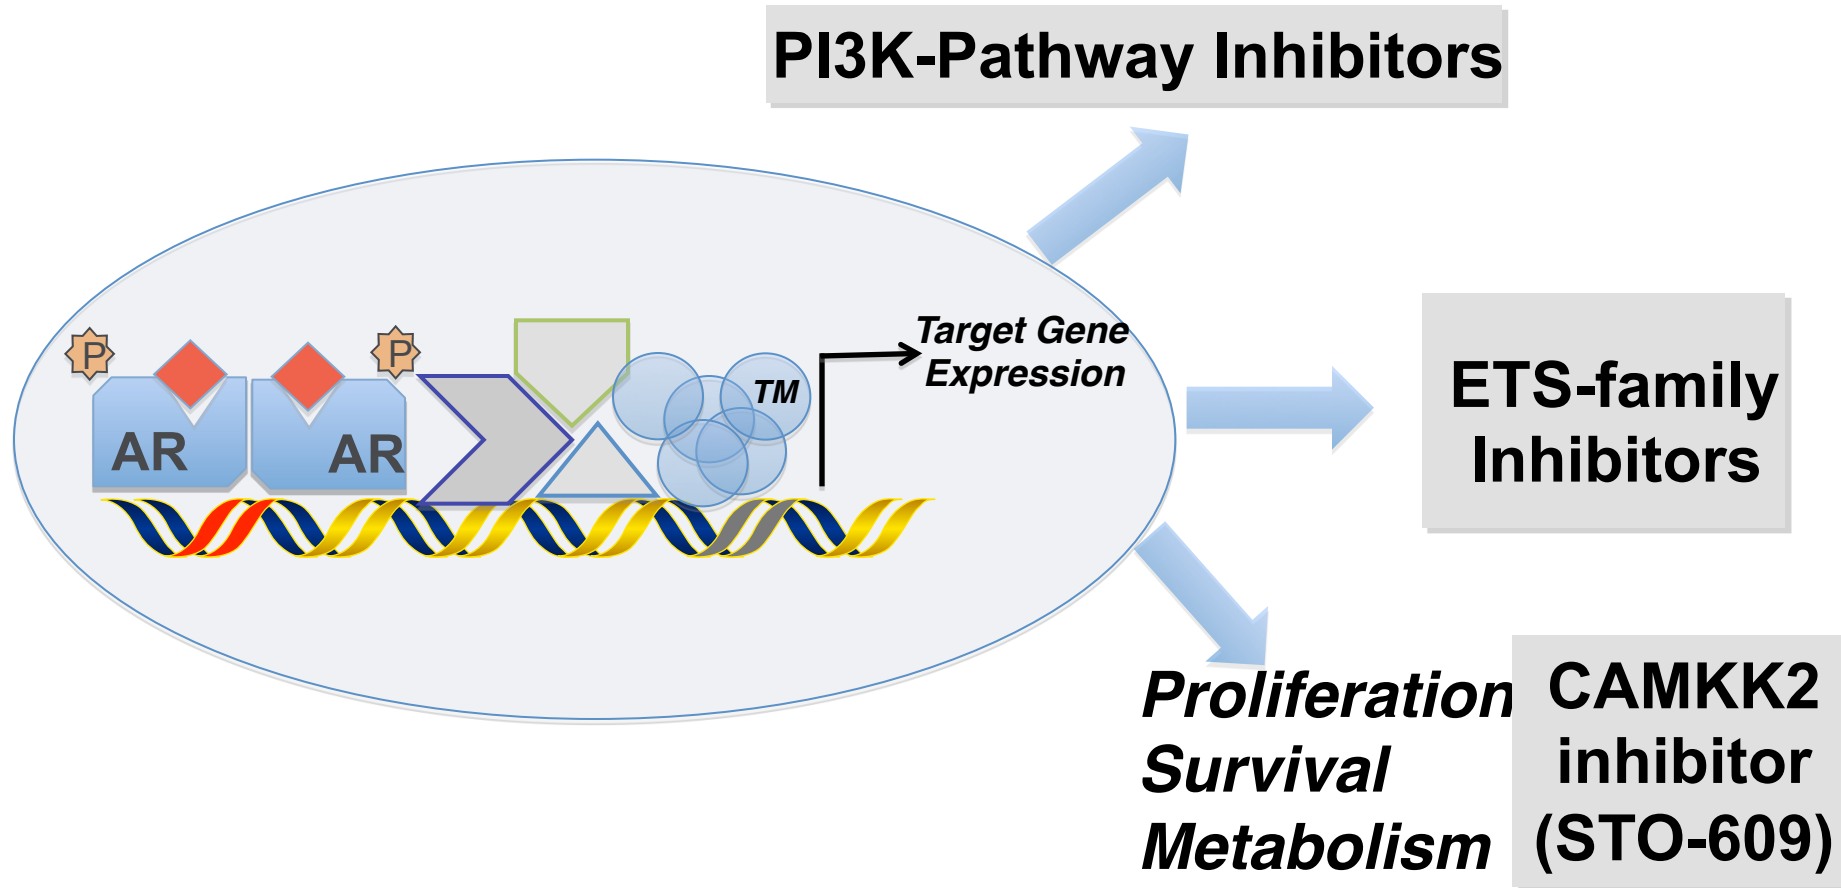 PI3K-Pathway Inhibitors
P
P
Target Gene
Expression
TM
AR
AR
ETS-family
Inhibitors
Proliferation
Survival
Metabolism
CAMKK2
inhibitor
(STO-609)